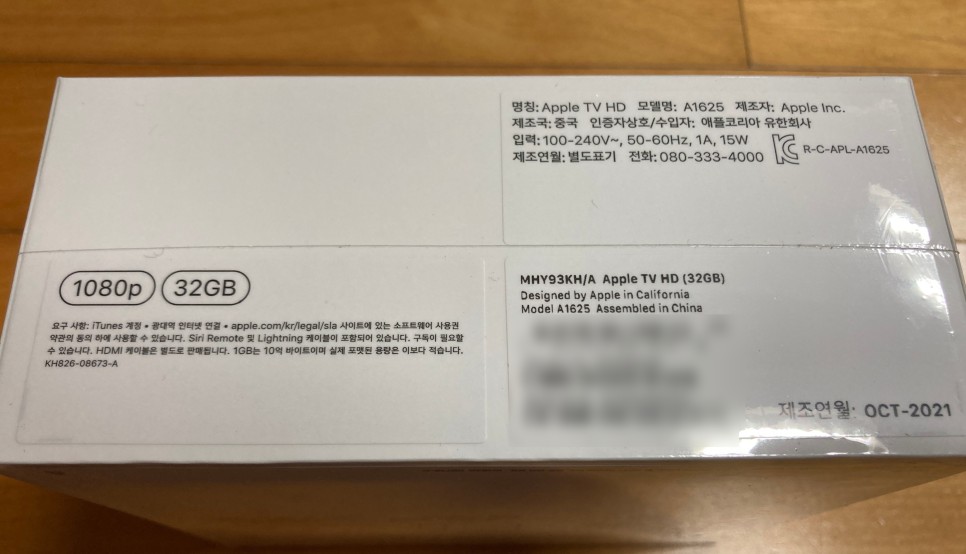 명칭: Apple TV HD 모델명: A1625 제조자: Apple Inc.
제조국: 중국 인증자상호/수입자: 애플코리아 유한회사
입력: 100-240V~, 50-60Hz, 1A, 15W
제조연월: 별도표기 전화: 080-333-4000
R-C-APL-A1625
1080p 32GB
요구 사항: iTunes 계정 • 광대역 인터넷 연결 • apple.com/kr/legal/sla 사이트에 있는 소프트웨어 사용권
약관의 동의 하에 사용할 수 있습니다. Siri Remote 및 Lightning 케이블이 포함되어 있습니다. 구독이 필요할
수 있습니다. HDMI 케이블은 별도로 판매됩니다. 1GB는 10억 바이트이며 실제 포맷된 용량은 이보다 적습니다.
KH826-08673-A
MHY93KH/A Apple TV HD (32GB)
Designed by Apple in California
Model A1625 Assembled in China
제조연월: OCT-2021